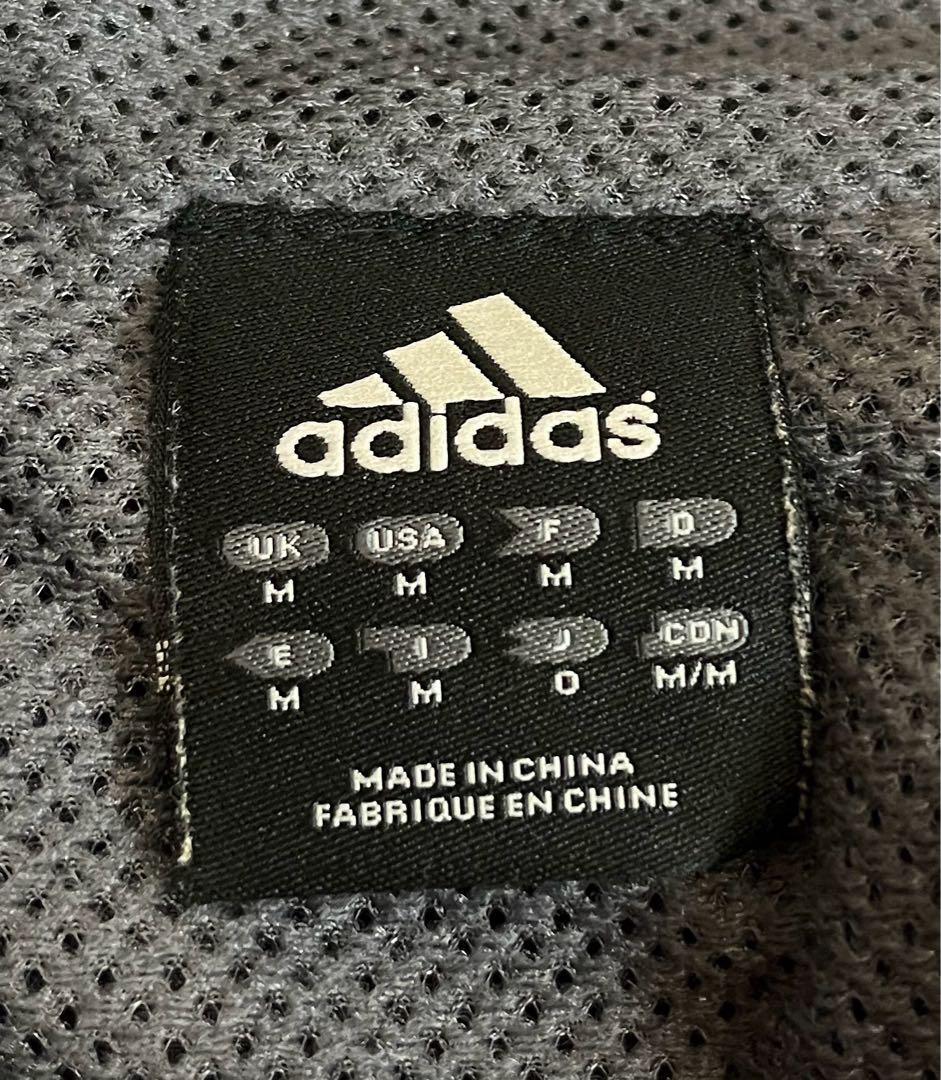 adidas
UK USA F D
M M M M
E I J CDN
M M O M/M
MADE IN CHINA
FABRIQUE EN CHINE